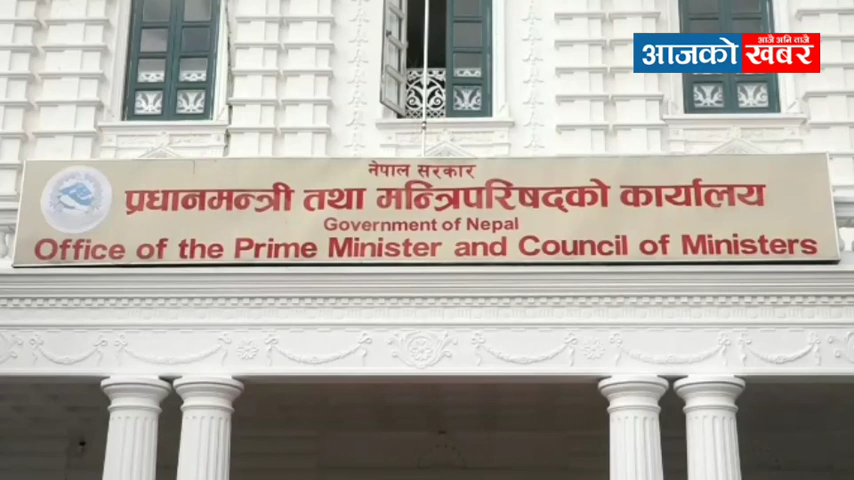 आजे अनि ताजे
आजको खबर
नेपाल सरकार
प्रधानमन्त्री तथा मन्त्रिपरिषद्को कार्यालय
Government of Nepal
Office of the Prime Minister and Council of Ministers